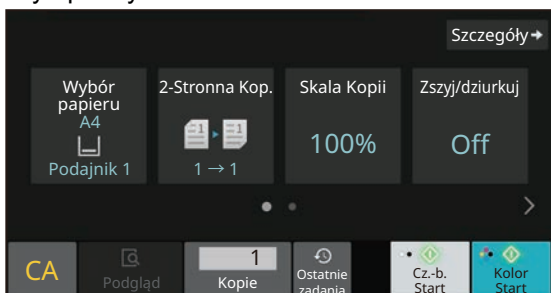 Szczegóły
Wybór
papieru
A4
Podajnik 1
2-Stronna Kop.
1 → 1
Skala Kopii
100%
Zszyj/dziurkuj
Off
CA
Podgląd
1
Kopie
Ostatnie
zadania
Cz.-b.
Start
Kolor
Start